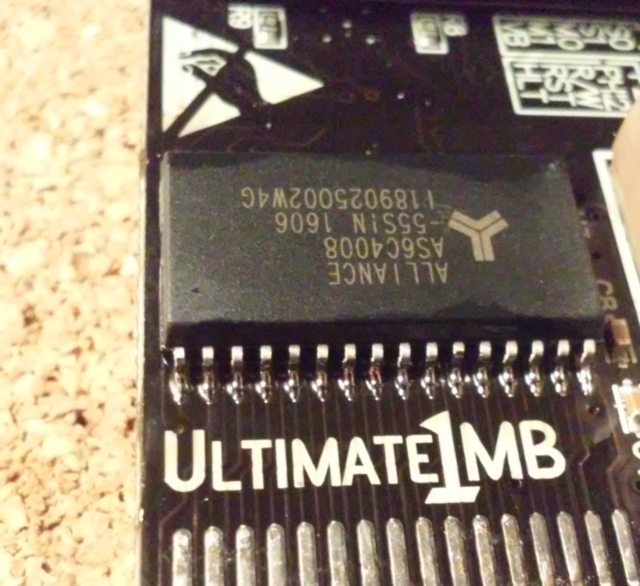 ALLIANCE
AS6C4008
-55SIN 1606
1189025002W4G
ULTIMATE1MB